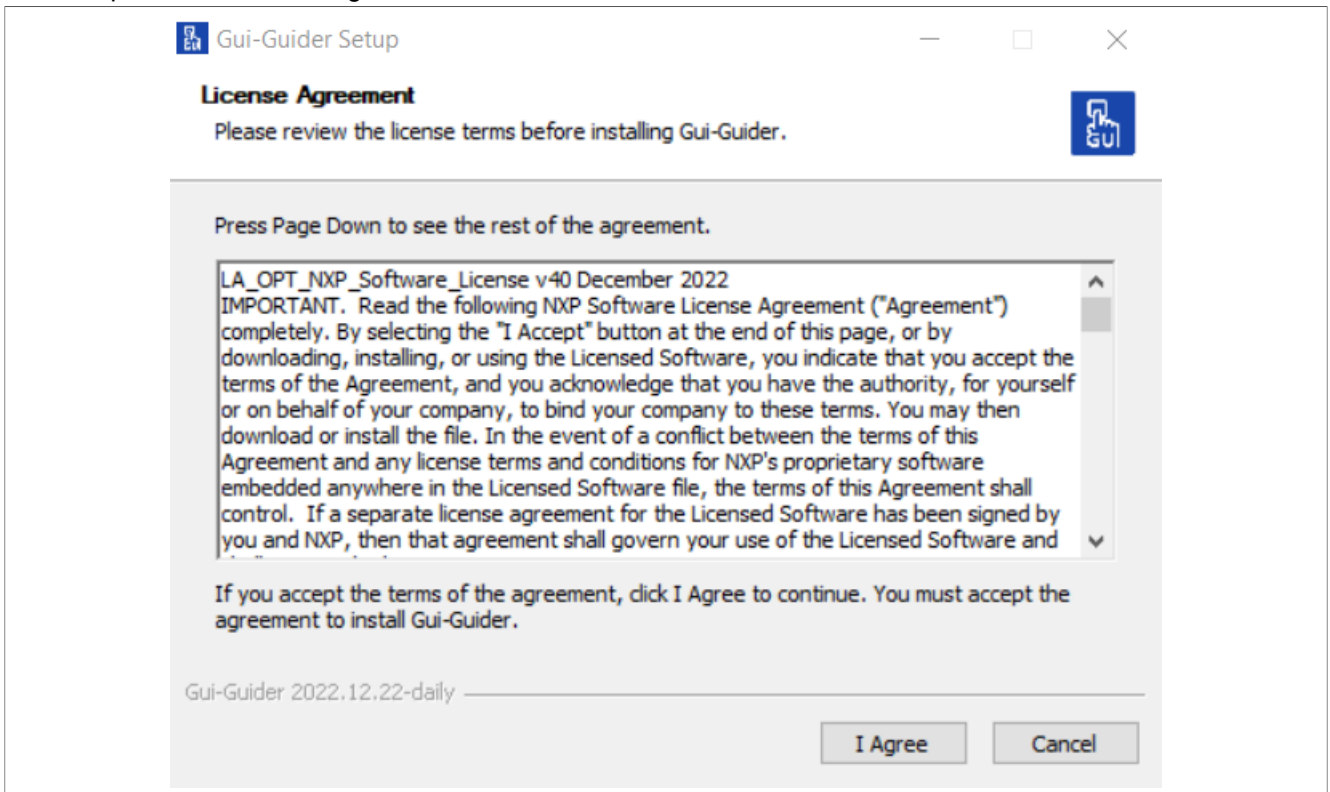 Gui-Guider Setup
License Agreement
Please review the license terms before installing Gui-Guider.
GUI
Press Page Down to see the rest of the agreement.
LA_OPT_NXP_Software_License v40 December 2022
IMPORTANT.  Read the following NXP Software License Agreement ("Agreement")
completely. By selecting the "I Accept" button at the end of this page, or by
downloading, installing, or using the Licensed Software, you indicate that you accept the
terms of the Agreement, and you acknowledge that you have the authority, for yourself
or on behalf of your company, to bind your company to these terms. You may then
download or install the file. In the event of a conflict between the terms of this
Agreement and any license terms and conditions for NXP's proprietary software
embedded anywhere in the Licensed Software file, the terms of this Agreement shall
control.  If a separate license agreement for the Licensed Software has been signed by
you and NXP, then that agreement shall govern your use of the Licensed Software and
If you accept the terms of the agreement, click I Agree to continue. You must accept the
agreement to install Gui-Guider.
Gui-Guider 2022.12.22-daily
I Agree
Cancel